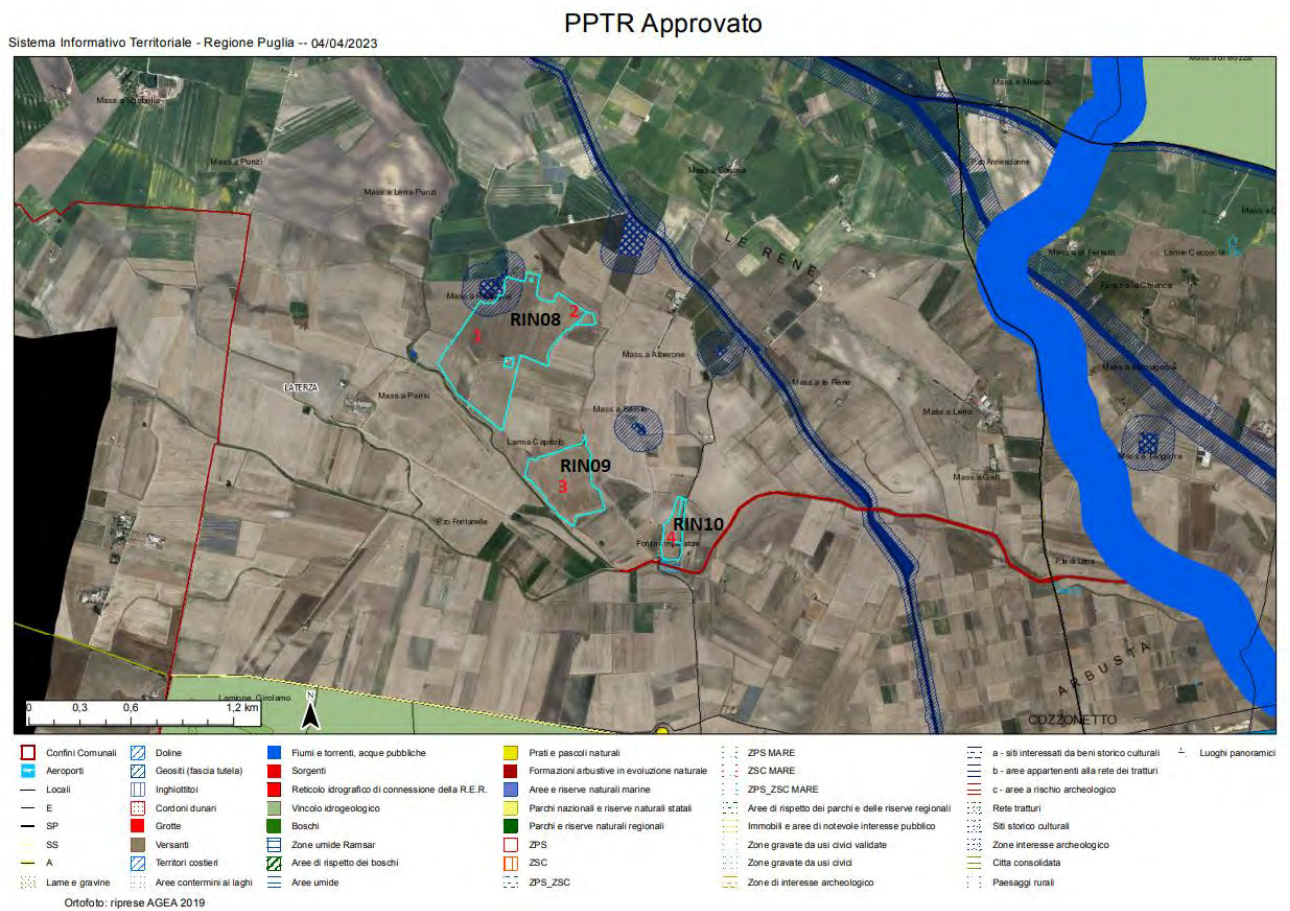 PPTR Approvato
Sistema Informativo Territoriale - Regione Puglia -- 04/04/2023
Mass.a Punzi
Mass.a Lena Punzi
LE RENE
RIN08
1
2
Mass.a Alberone
Mass.a le Rene
LATERZA
Mass.a Parisi
Mass.a Lena
Lama Capitolo
RIN09
3
P.zo Fontanelle
RIN10
4
P.te di Lama
ARBUSTA
COZZONETTO
Lamione Girolamo
N
0 0,3 0,6 1,2 km
Confini Comunali
Aeroporti
Locali
E
SP
SS
A
Lame e gravine
Doline
Geositi (fascia tutela)
Inghiottitoi
Cordoni dunari
Grotte
Versanti
Territori costieri
Aree contermini ai laghi
Fiumi e torrenti, acque pubbliche
Sorgenti
Reticolo idrografico di connessione della R.E.R.
Vincolo idrogeologico
Boschi
Zone umide Ramsar
Aree di rispetto dei boschi
Aree umide
Prati e pascoli naturali
Formazioni arbustive in evoluzione naturale
Aree e riserve naturali marine
Parchi nazionali e riserve naturali statali
Parchi e riserve naturali regionali
ZPS
ZSC
ZPS_ZSC
ZPS MARE
ZSC MARE
ZPS_ZSC MARE
Aree di rispetto dei parchi e delle riserve regionali
Immobili e aree di notevole interesse pubblico
Zone gravate da usi civici validate
Zone gravate da usi civici
Zone di interesse archeologico
a - siti interessati da beni storico culturali
b - aree appartenenti alla rete dei tratturi
c - aree a rischio archeologico
Rete tratturi
Siti storico culturali
Zone interesse archeologico
Citta consolidata
Paesaggi rurali
Luoghi panoramici
Ortofoto: riprese AGEA 2019